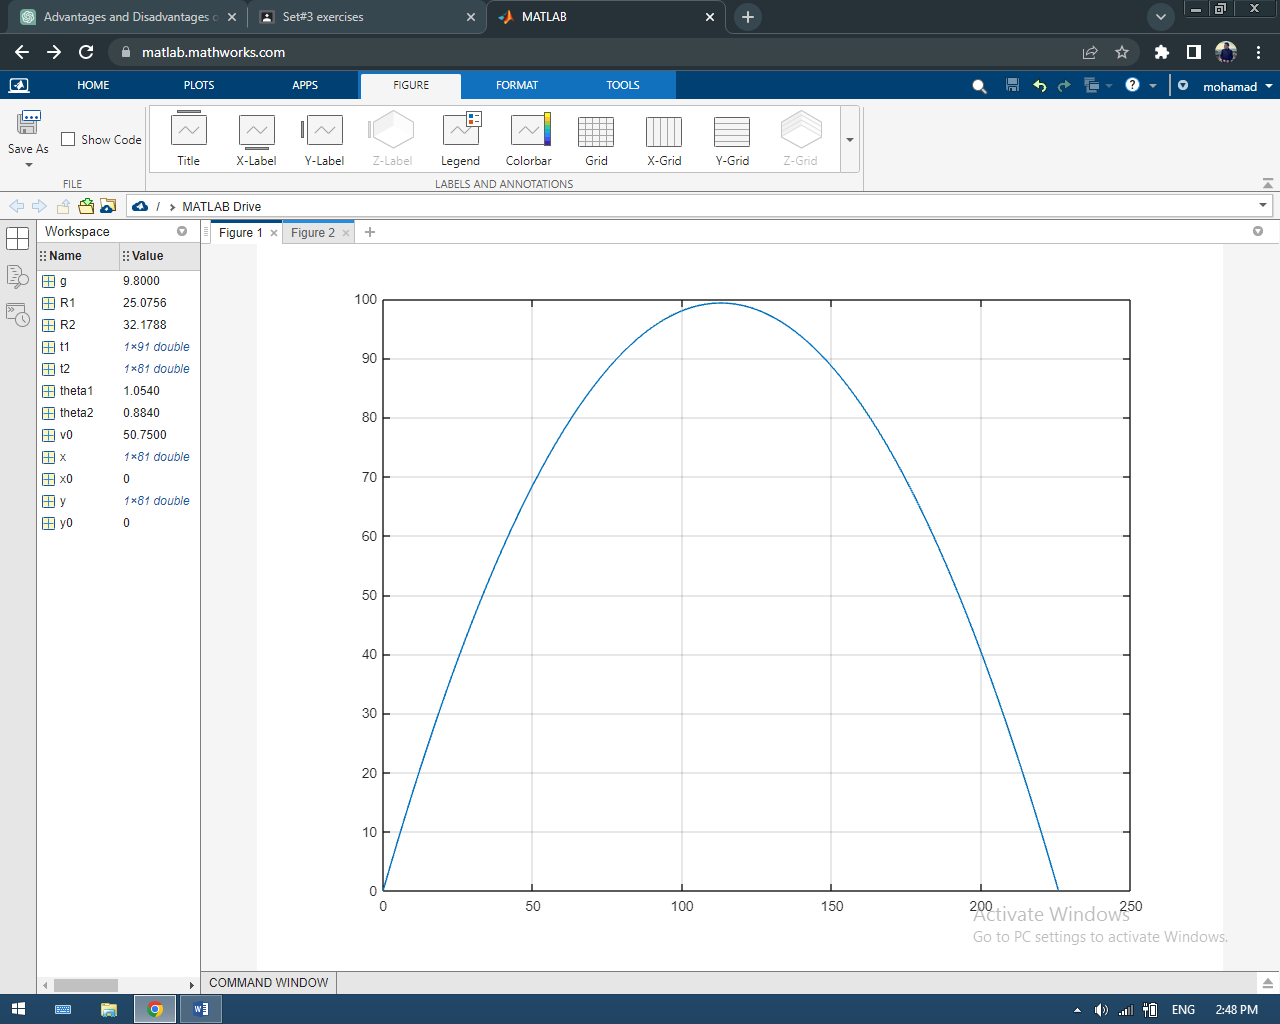 Advantages and Disadvantages o
Set#3 exercises
MATLAB
matlab.mathworks.com
HOME PLOTS APPS FIGURE FORMAT TOOLS
mohamad
Save As
Show Code
Title X-Label Y-Label Z-Label Legend Colorbar Grid X-Grid Y-Grid Z-Grid
FILE LABELS AND ANNOTATIONS
/ MATLAB Drive
Workspace
Figure 1 Figure 2
Name Value
g 9.8000
R1 25.0756
R2 32.1788
t1 1×91 double
t2 1×81 double
theta1 1.0540
theta2 0.8840
v0 50.7500
x 1×81 double
x0 0
y 1×81 double
y0 0
100
90
80
70
60
50
40
30
20
10
0
0 50 100 150 200 250
Activate Windows
Go to PC settings to activate Windows.
COMMAND WINDOW
ENG 2:48 PM